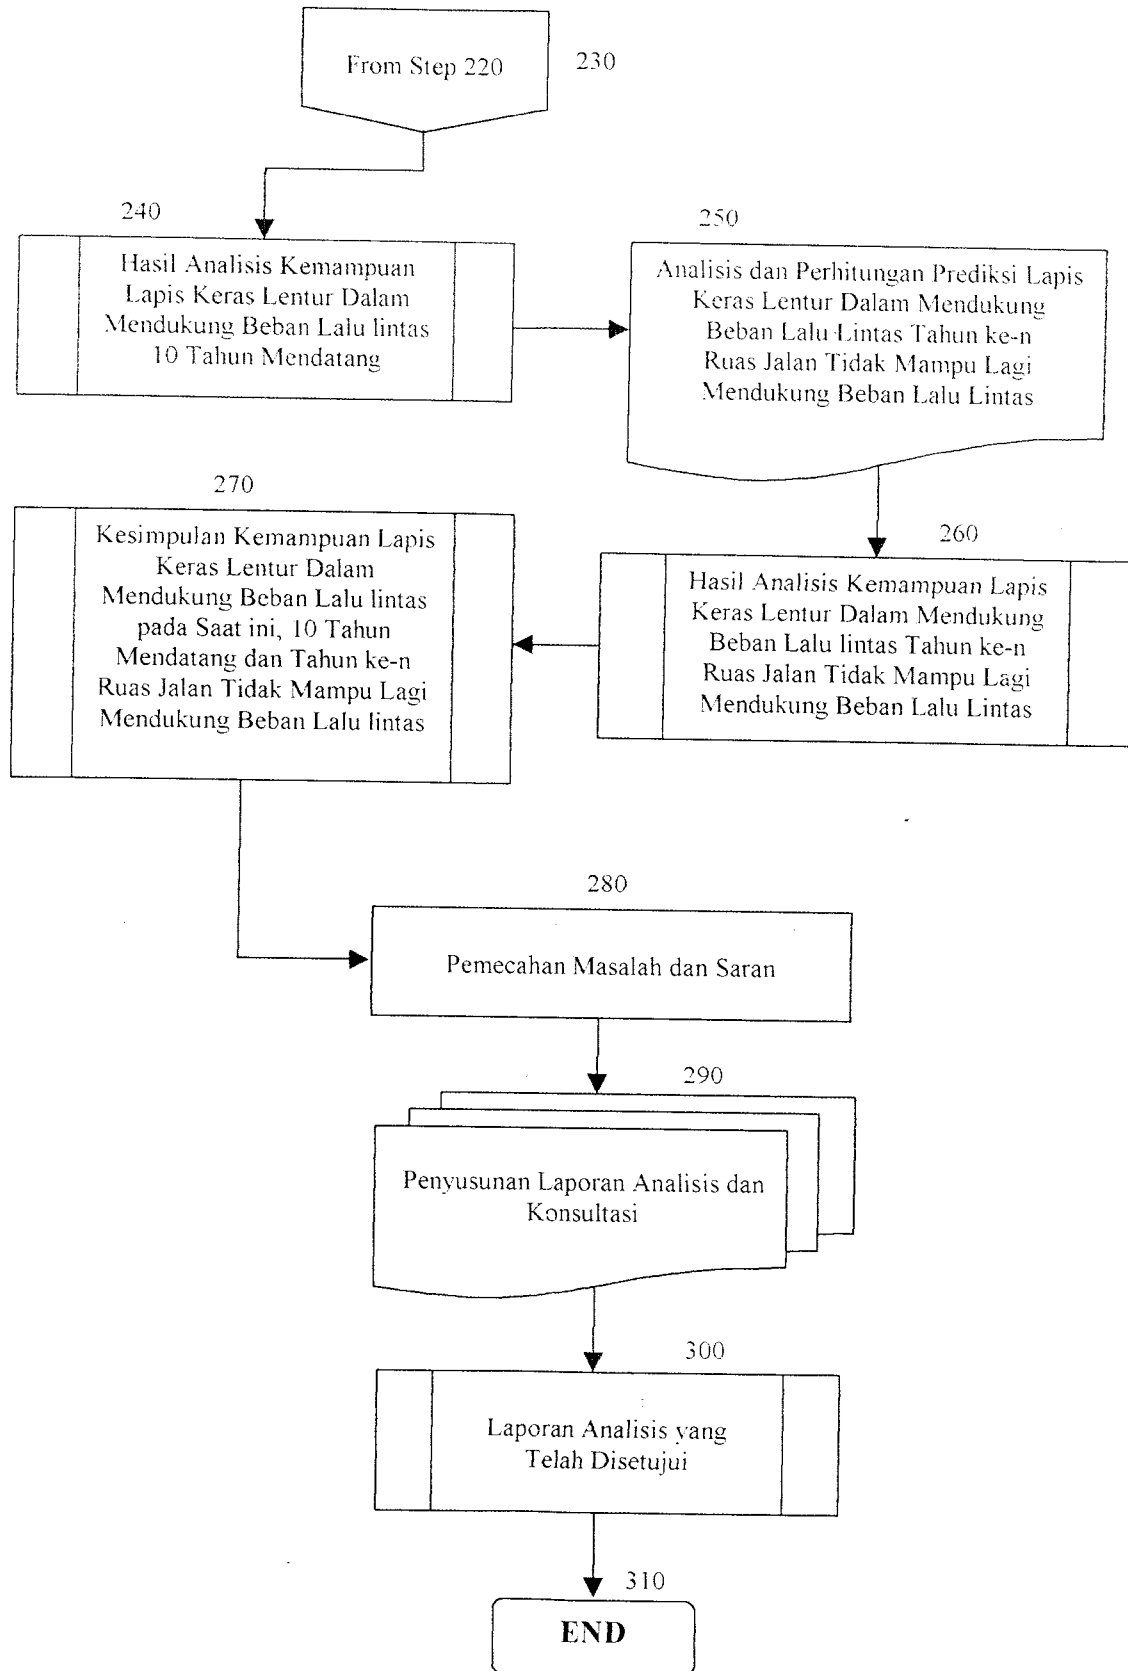 From Step 220
230
240
Hasil Analisis Kemampuan
Lapis Keras Lentur Dalam
Mendukung Beban Lalu lintas
10 Tahun Mendatang
250
Analisis dan Perhitungan Prediksi Lapis
Keras Lentur Dalam Mendukung
Beban Lalu Lintas Tahun ke-n
Ruas Jalan Tidak Mampu Lagi
Mendukung Beban Lalu Lintas
260
Hasil Analisis Kemampuan Lapis
Keras Lentur Dalam Mendukung
Beban Lalu lintas Tahun ke-n
Ruas Jalan Tidak Mampu Lagi
Mendukung Beban Lalu Lintas
270
Kesimpulan Kemampuan Lapis
Keras Lentur Dalam
Mendukung Beban Lalu lintas
pada Saat ini, 10 Tahun
Mendatang dan Tahun ke-n
Ruas Jalan Tidak Mampu Lagi
Mendukung Beban Lalu lintas
280
Pemecahan Masalah dan Saran
290
Penyusunan Laporan Analisis dan
Konsultasi
300
Laporan Analisis yang
Telah Disetujui
310
END